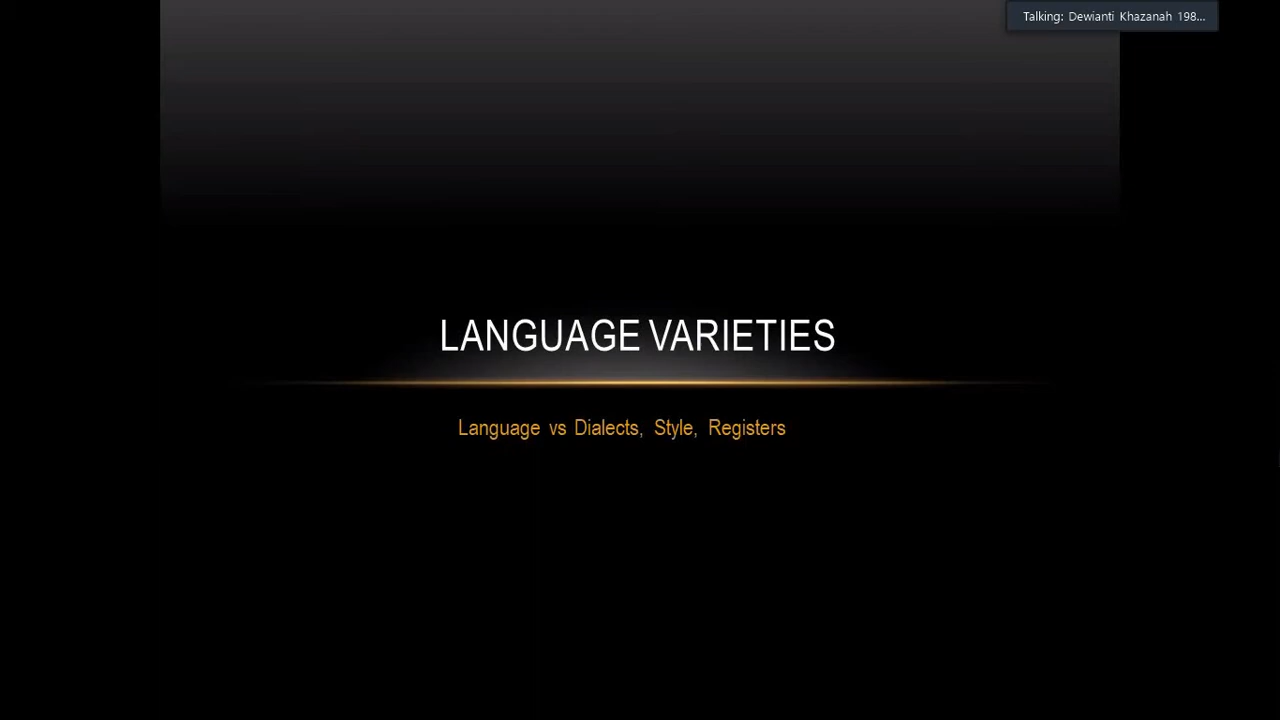 Talking: Dewianti Khazanah 198...
LANGUAGE VARIETIES
Language vs Dialects, Style, Registers